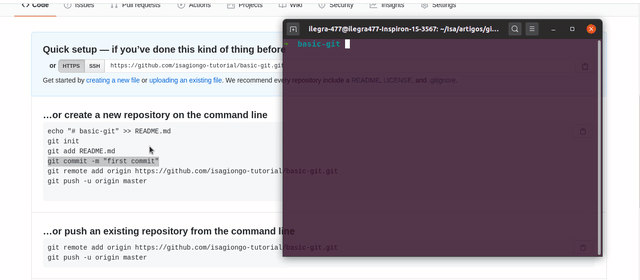 Code Issues Pull requests Actions Projects Wiki Security Insights Settings
Quick setup — if you've done this kind of thing before
or HTTPS SSH https://github.com/isagiongo-tutorial/basic-git.git
Get started by creating a new file or uploading an existing file. We recommend every repository include a README, LICENSE, and .gitignore.
…or create a new repository on the command line
echo "# basic-git" >> README.md
git init
git add README.md
git commit -m "first commit"
git remote add origin https://github.com/isagiongo-tutorial/basic-git.git
git push -u origin master
…or push an existing repository from the command line
git remote add origin https://github.com/isagiongo-tutorial/basic-git.git
git push -u origin master
ilegra-477@ilegra477-Inspiron-15-3567: ~/Isa/artigos/gi...
basic-git